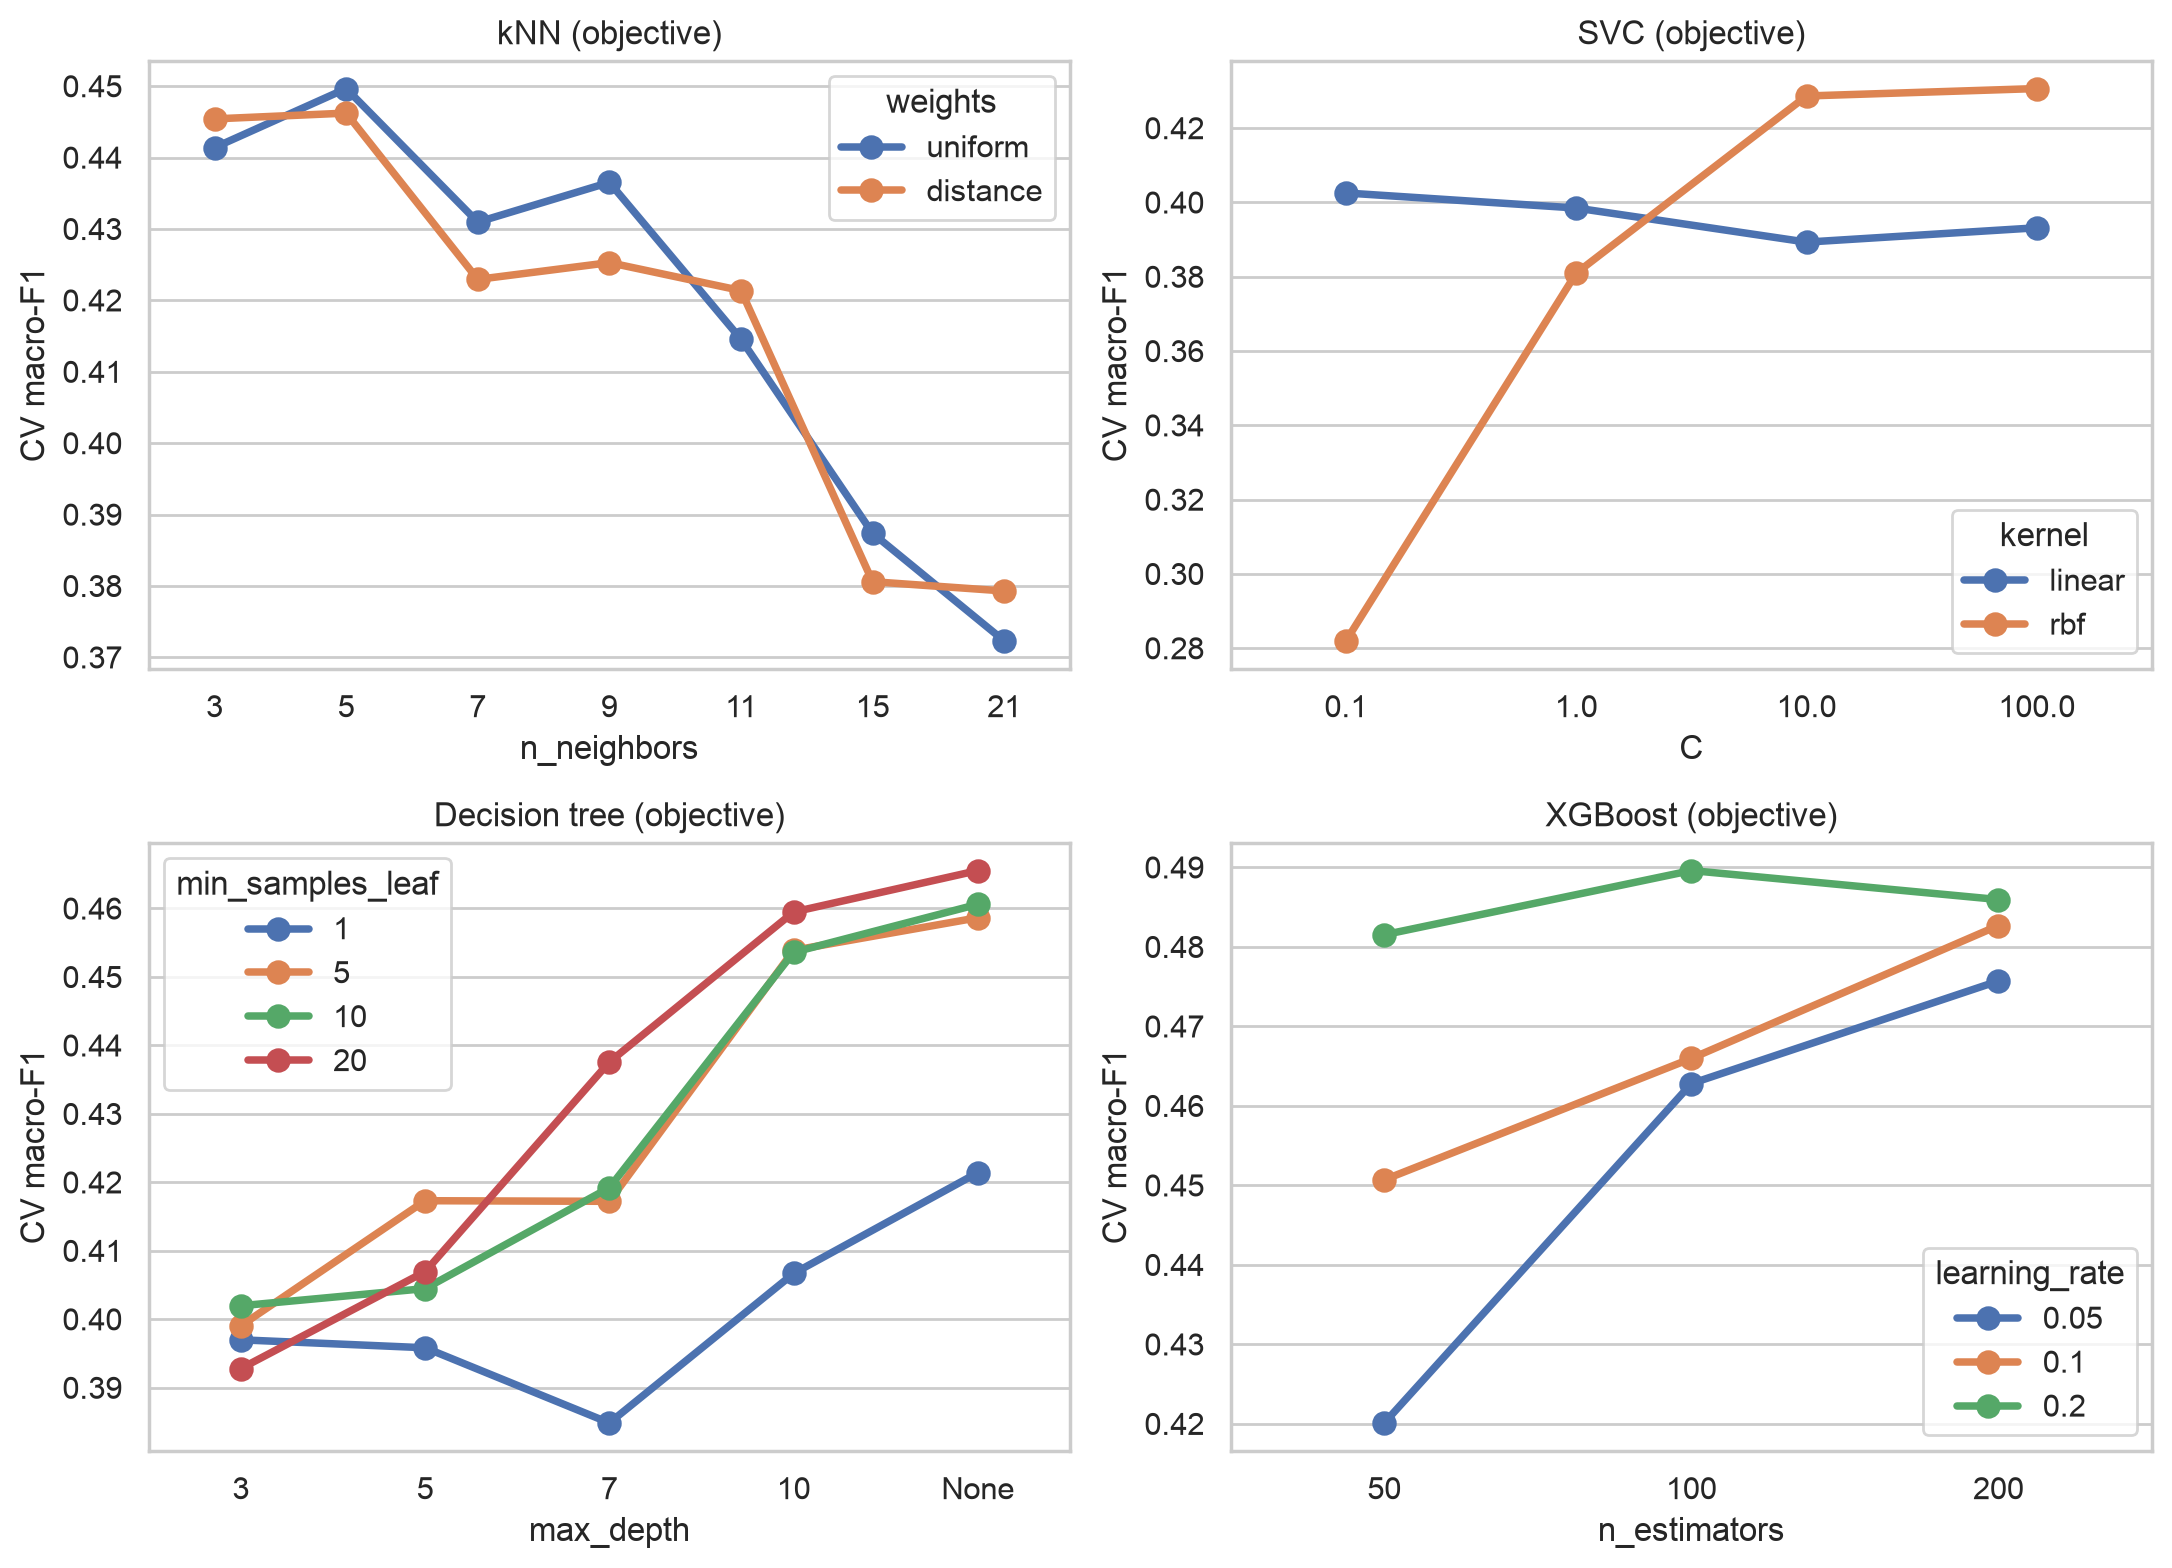 kNN (objective)
CV macro-F1
0.45
0.44
0.43
0.42
0.41
0.40
0.39
0.38
0.37
weights
uniform
distance
3 5 7 9 11 15 21
n_neighbors
SVC (objective)
CV macro-F1
0.42
0.40
0.38
0.36
0.34
0.32
0.30
0.28
kernel
linear
rbf
0.1 1.0 10.0 100.0
C
Decision tree (objective)
CV macro-F1
0.46
0.45
0.44
0.43
0.42
0.41
0.40
0.39
min_samples_leaf
1
5
10
20
3 5 7 10 None
max_depth
XGBoost (objective)
CV macro-F1
0.49
0.48
0.47
0.46
0.45
0.44
0.43
0.42
learning_rate
0.05
0.1
0.2
50 100 200
n_estimators